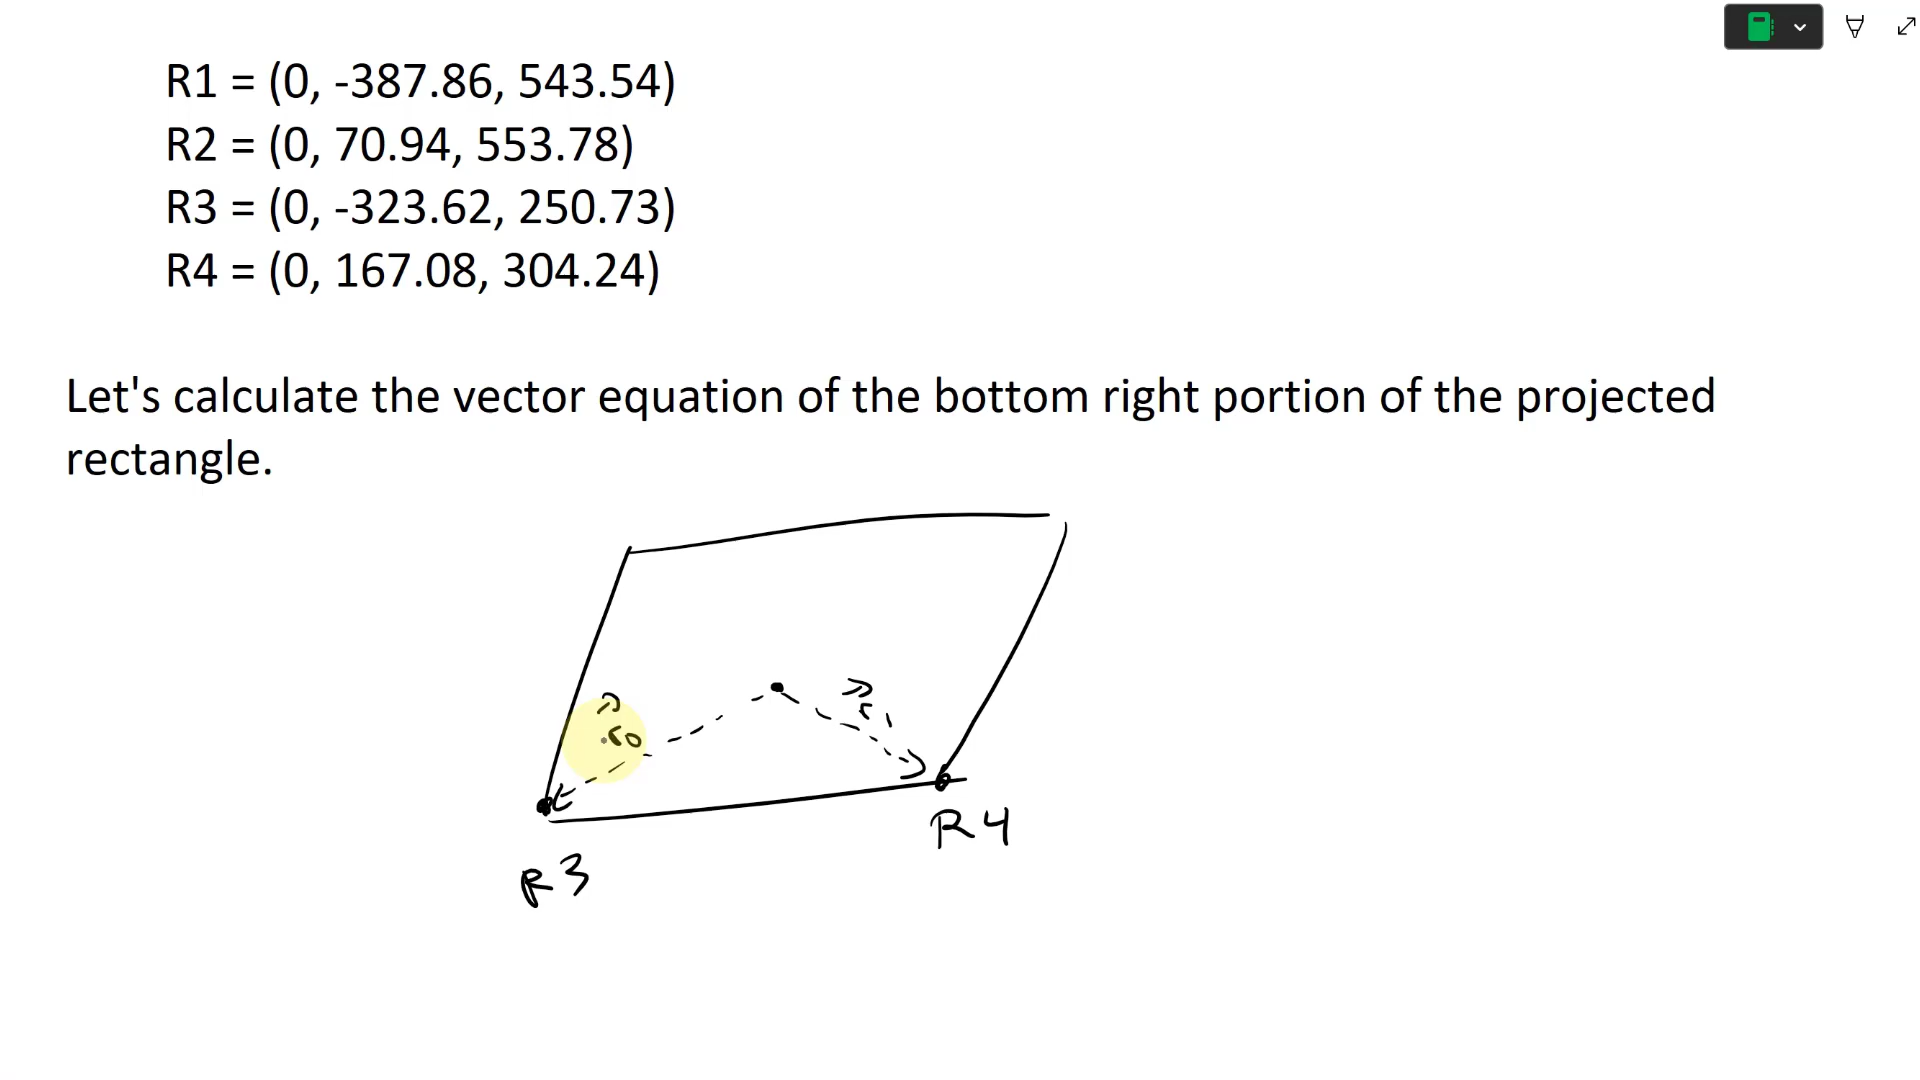 R1 = (0, -387.86, 543.54)
R2 = (0, 70.94, 553.78)
R3 = (0, -323.62, 250.73)
R4 = (0, 167.08, 304.24)
Let's calculate the vector equation of the bottom right portion of the projected
rectangle.
r₀
r₁
R4
R3